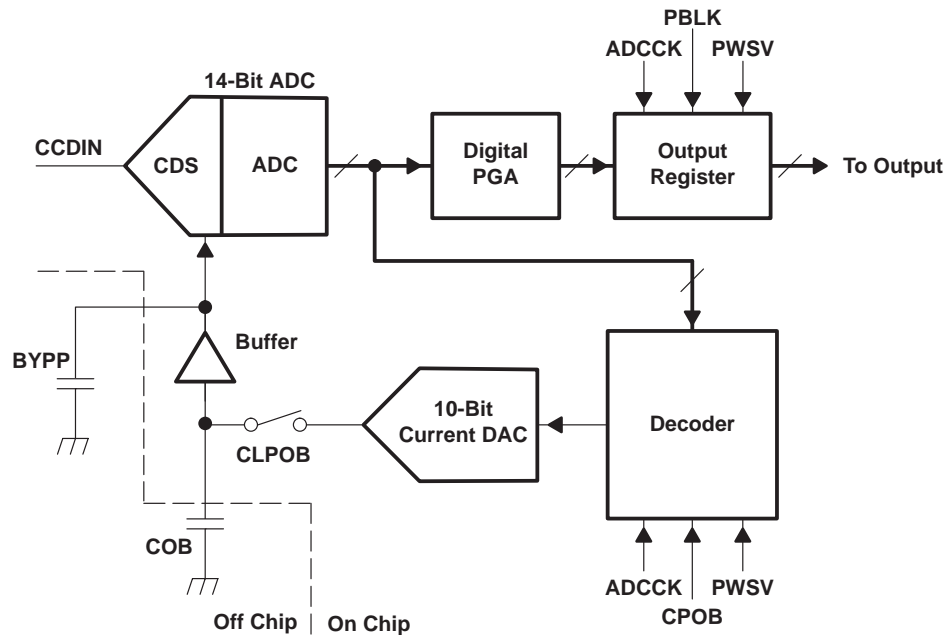 PBLK
ADCCK
PWSV
14-Bit ADC
CCDIN
CDS
ADC
Digital
PGA
Output
Register
To Output
BYPP
Buffer
CLPOB
10-Bit
Current DAC
Decoder
COB
ADCCK
PWSV
CPOB
Off Chip
On Chip